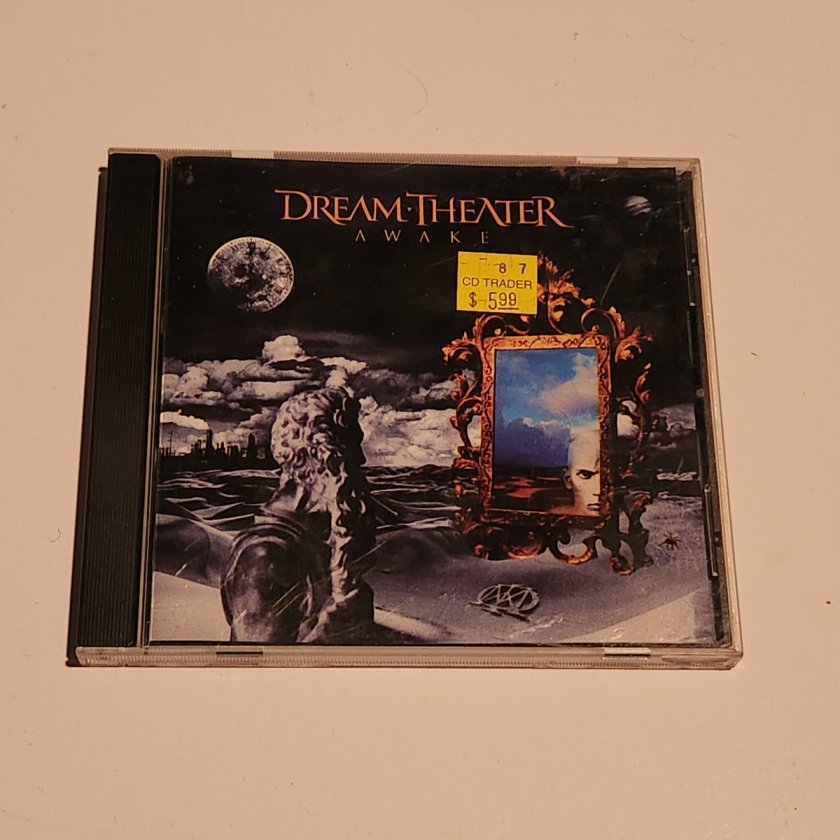 DREAM·THEATER
AWAKE
8 7
CD TRADER
$ 5.99